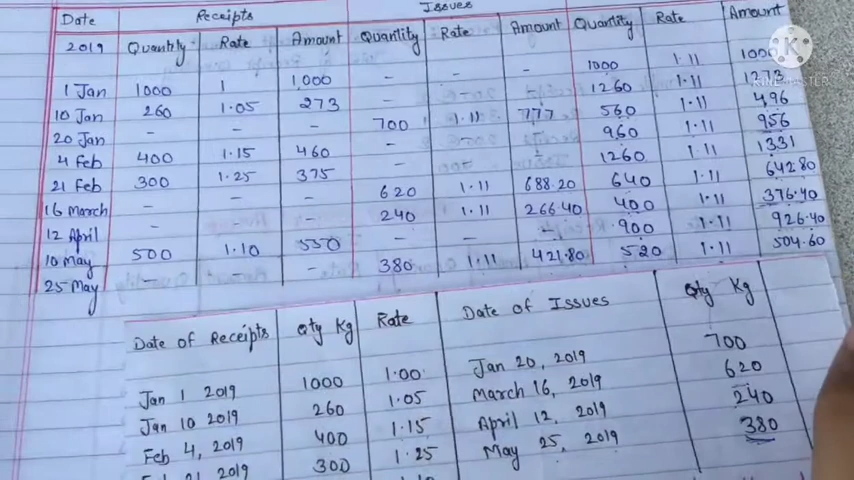 Date Receipts Issues
2019 Quantity Rate Amount Quantity Rate Amount Quantity Rate Amount
1 Jan 1000 1 1000 - - - 1000 1.11 1000
10 Jan 260 1.05 273 - - - 1260 1.11 1273
20 Jan - - - 700 1.11 777 560 1.11 496
4 Feb 400 1.15 460 - - - 960 1.11 956
21 Feb 300 1.25 375 - 1260 1.11 1331
16 March - - - 620 1.11 688.20 640 1.11 642.80
12 April - - - 240 1.11 266.40 400 1.11 376.40
10 May 500 1.10 550 - - - 900 1.11 926.40
25 May - - - 380 1.11 421.80 520 1.11 504.60
Date of Receipts Qty Kg Rate Date of Issues Qty Kg
Jan 1 2019 1000 1.00 Jan 20, 2019 700
Jan 10 2019 260 1.05 March 16, 2019 620
Feb 4, 2019 400 1.15 April 12, 2019 240
Feb 21 2019 300 1.25 May 25, 2019 380
K
KINEMASTER